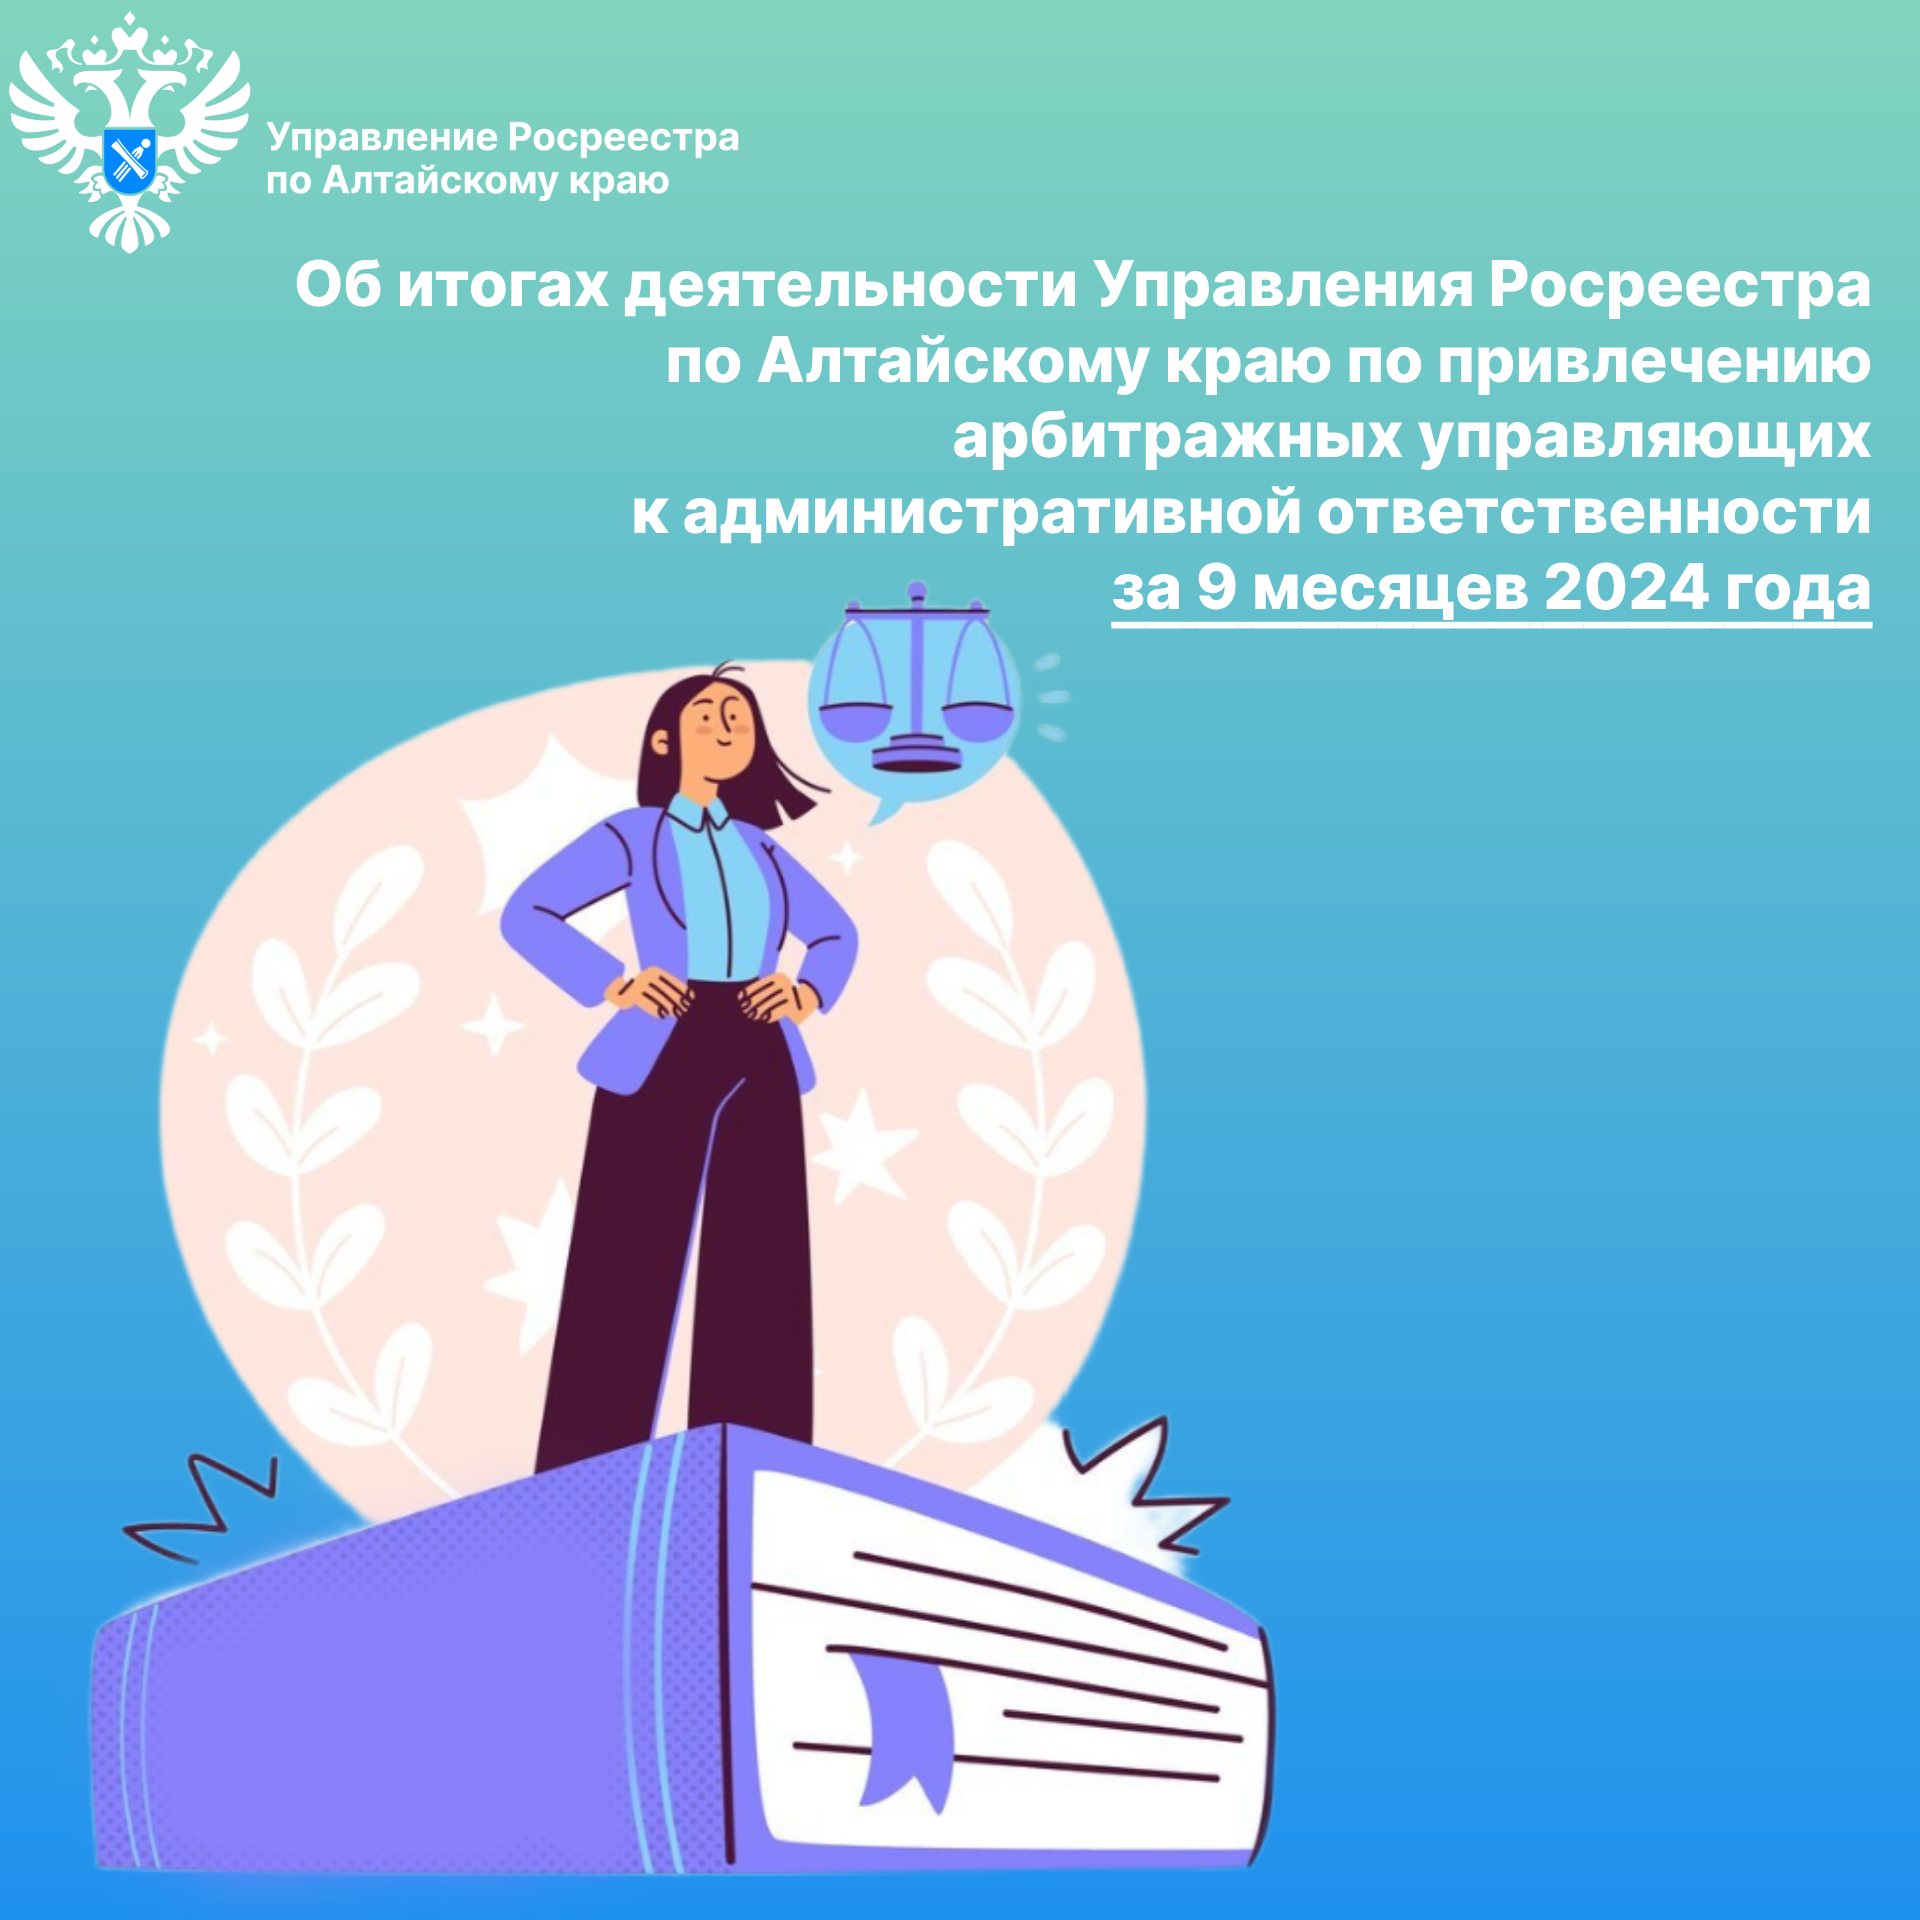 Управление Росреестра
по Алтайскому краю
Об итогах деятельности Управления Росреестра
по Алтайскому краю по привлечению
арбитражных управляющих
к административной ответственности
за 9 месяцев 2024 года